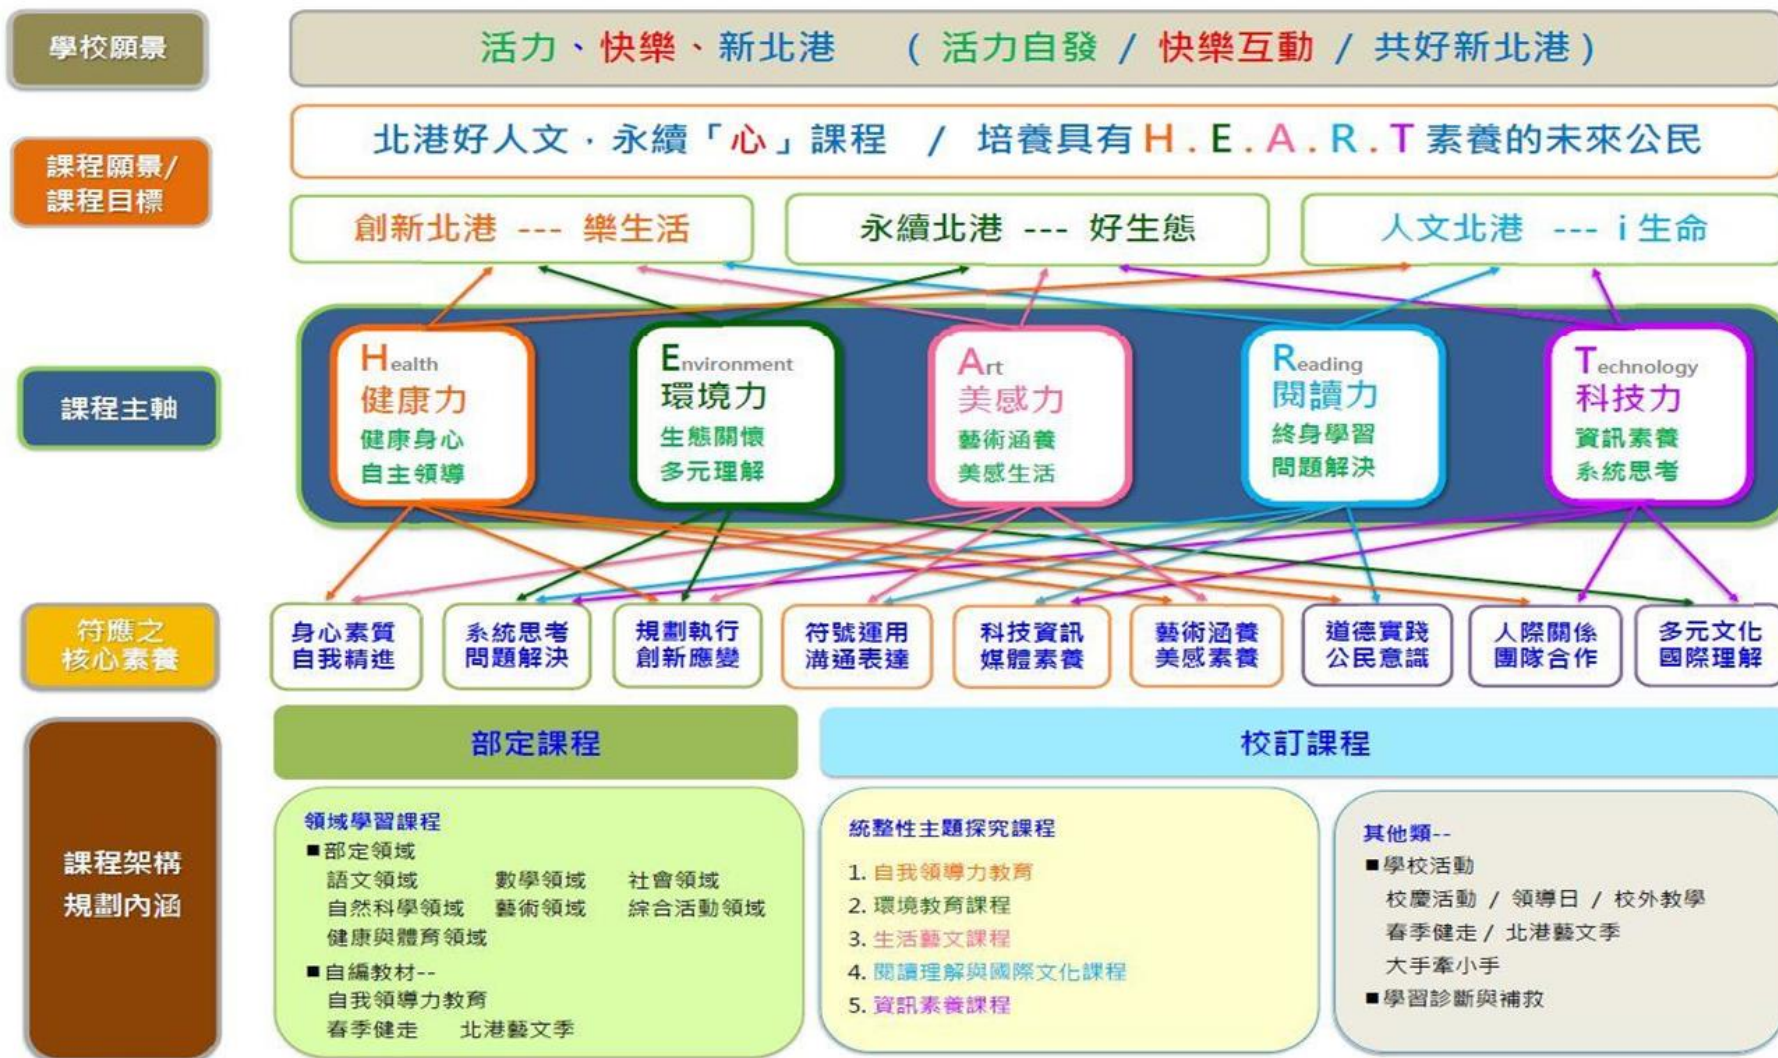 學校願景
活力、快樂、新北港 ( 活力自發 / 快樂互動 / 共好新北港 )
課程願景/
課程目標
北港好人文．永續「心」課程 / 培養具有 H . E . A . R . T 素養的未來公民
創新北港 --- 樂生活
永續北港 --- 好生態
人文北港 --- i 生命
課程主軸
Health
健康力
健康身心
自主領導
Environment
環境力
生態關懷
多元理解
Art
美感力
藝術涵養
美感生活
Reading
閱讀力
終身學習
問題解決
Technology
科技力
資訊素養
系統思考
符應之
核心素養
身心素質
自我精進
系統思考
問題解決
規劃執行
創新應變
符號運用
溝通表達
科技資訊
媒體素養
藝術涵養
美感素養
道德實踐
公民意識
人際關係
團隊合作
多元文化
國際理解
課程架構
規劃內涵
部定課程
校訂課程
領域學習課程
■部定領域
語文領域 數學領域 社會領域
自然科學領域 藝術領域 綜合活動領域
健康與體育領域
■自編教材--
自我領導力教育
春季健走 北港藝文季
統整性主題探究課程
1. 自我領導力教育
2. 環境教育課程
3. 生活藝文課程
4. 閱讀理解與國際文化課程
5. 資訊素養課程
其他類--
■學校活動
校慶活動 / 領導日 / 校外教學
春季健走 / 北港藝文季
大手牽小手
■學習診斷與補救